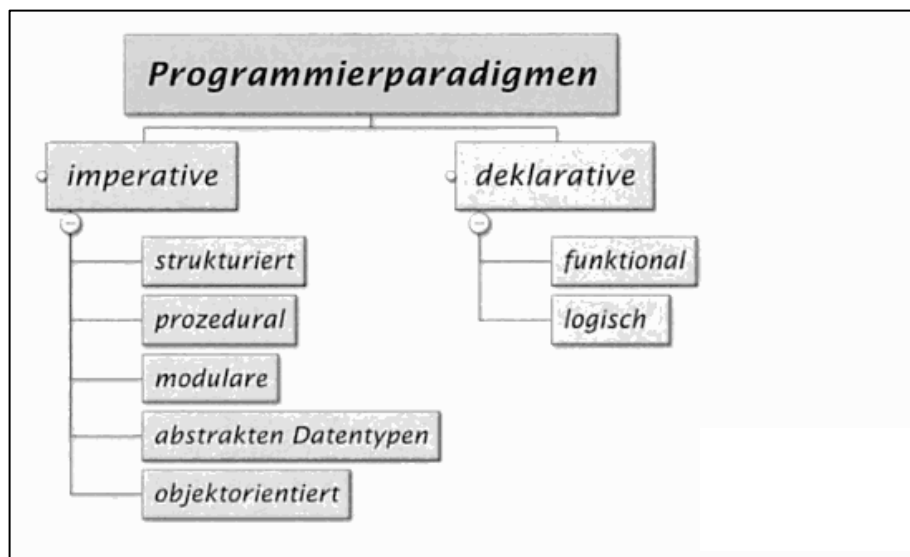 Programmierparadigmen
imperative
strukturiert
prozedural
modulare
abstrakten Datentypen
objektorientiert
deklarative
funktional
logisch